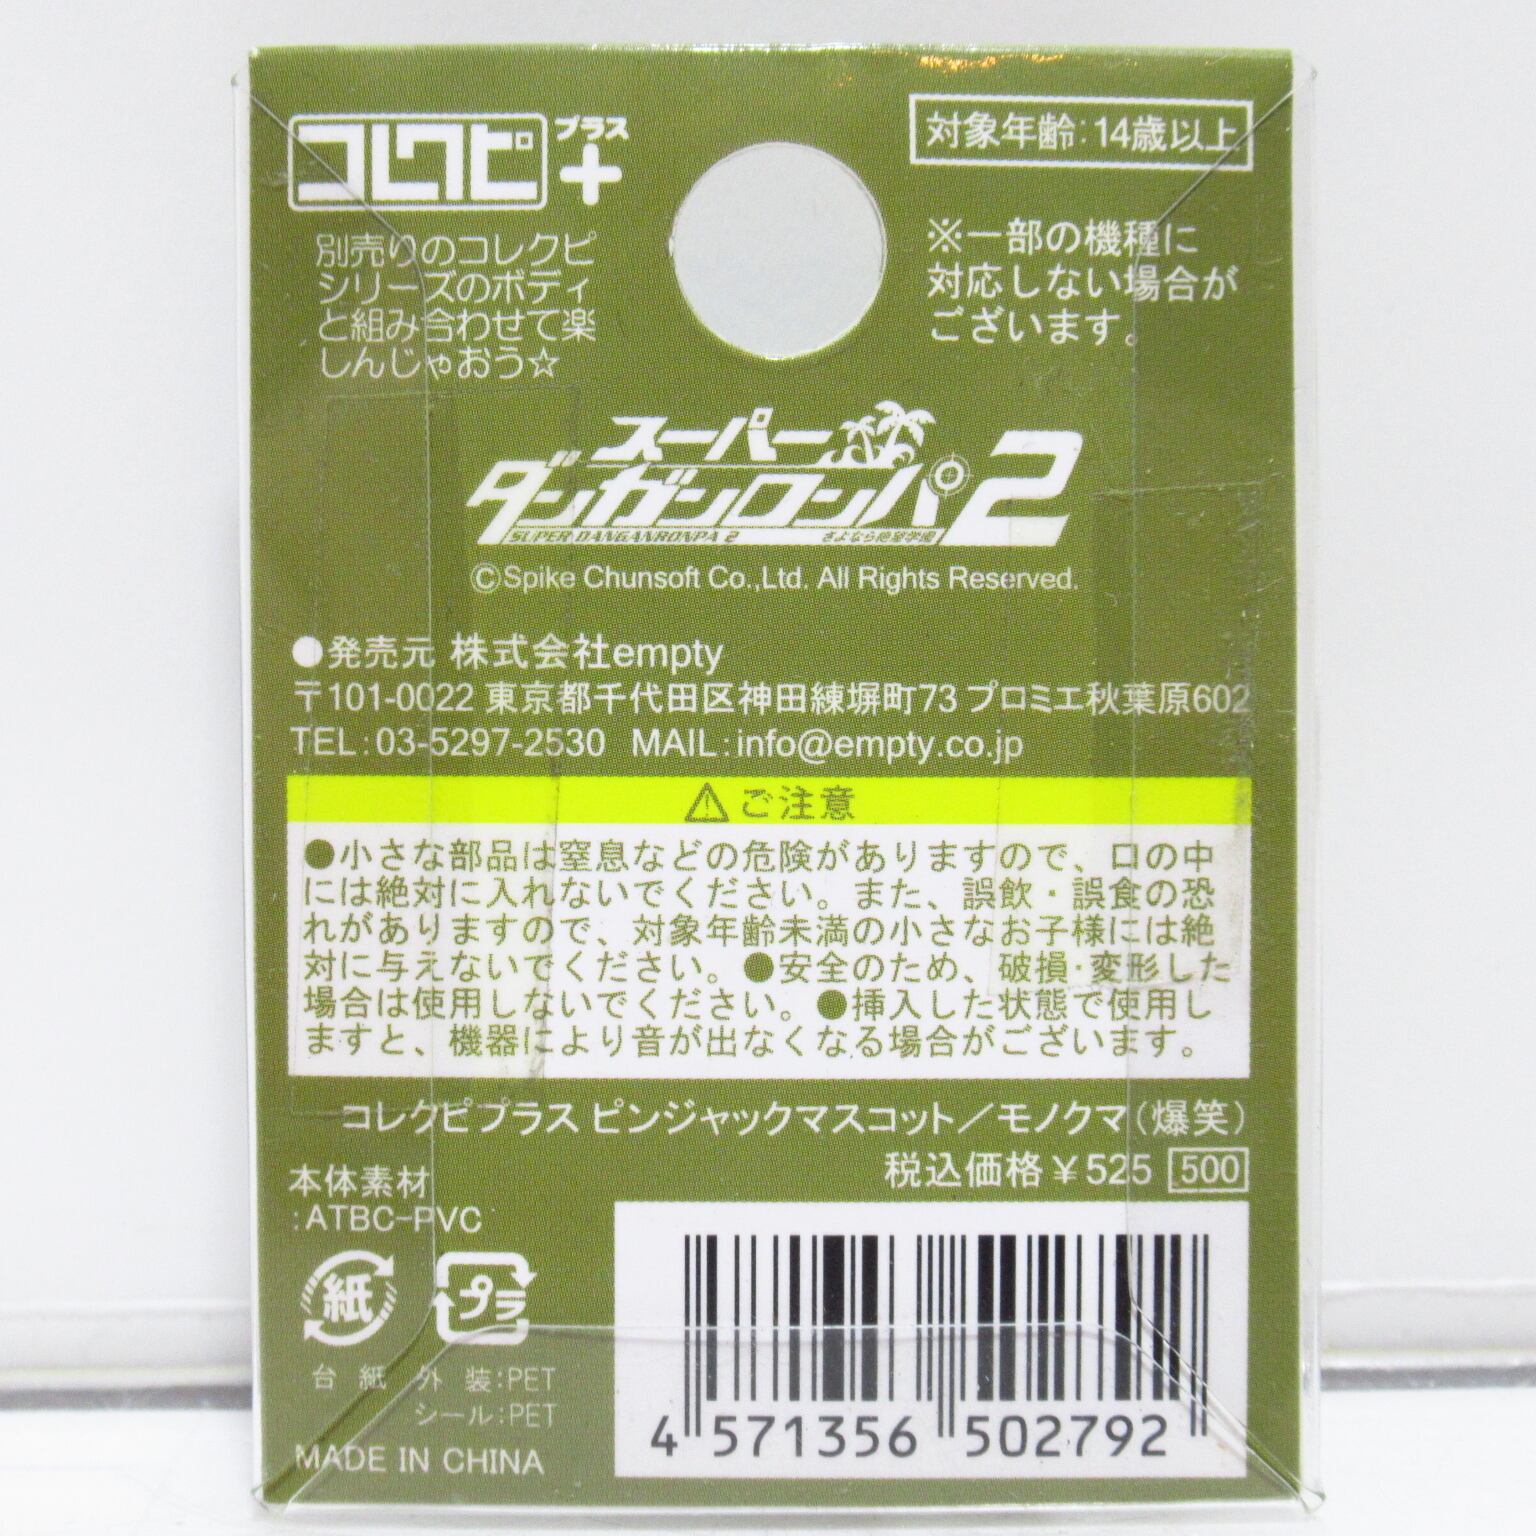 コレクピ プラス+
別売りのコレクピ
シリーズのボディ
と組み合わせて楽
しんじゃおう☆
対象年齢:14歳以上
※一部の機種に
対応しない場合が
ございます。
スーパー
ダンガンロンパ2
SUPER DANGANRONPA 2 さよなら絶望学園
©Spike Chunsoft Co.,Ltd. All Rights Reserved.
●発売元 株式会社empty
〒101-0022 東京都千代田区神田練塀町73 プロミエ秋葉原602
TEL:03-5297-2530 MAIL:info@empty.co.jp
⚠ご注意
●小さな部品は窒息などの危険がありますので、口の中
には絶対に入れないでください。また、誤飲・誤食の恐
れがありますので、対象年齢未満の小さなお子様には絶
対に与えないでください。●安全のため、破損・変形した
場合は使用しないでください。●挿入した状態で使用し
ますと、機器により音が出なくなる場合がございます。
コレクピプラス ピンジャックマスコット/モノクマ(爆笑)
税込価格¥525 500
本体素材
:ATBC-PVC
紙 プラ
台紙 外装:PET
シール:PET
MADE IN CHINA
4 571356 502792